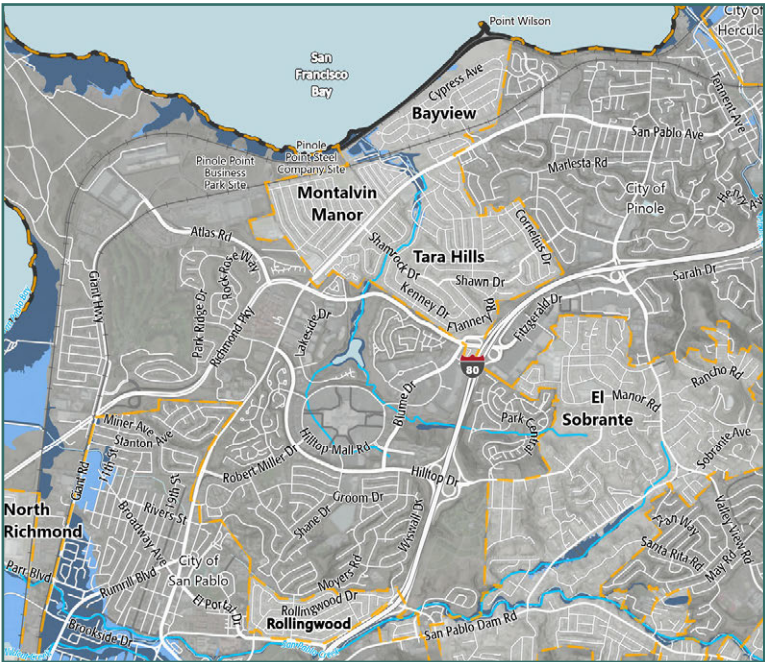 Point Wilson
City of
Hercule
San
Francisco
Bay
Cypress Ave
Tennent Ave
Bayview
San Pablo Ave
Pinole
Point Steel
Company Site
Pinole Point
Business
Park Site
Marlesta Rd
City of
Pinole
Henry Ave
Montalvin
Manor
Cornelius Dr
Atlas Rd
Shamrock Dr
Tara Hills
Rock Rose Way
Shawn Dr
Sarah Dr
Giant Hwy
Kenney Dr
Park Ridge Dr
Richmond Pky
Lakeside Dr
Flannery Rd
Fitzgerald Dr
80
Rancho Rd
El
Sobrante
Manor Rd
Blume Dr
Park Central
Miner Ave
Stanton Ave
Hilltop Mall Rd
Sobrante Ave
Giant Rd
11th St
19th St
Robert Miller Dr
Hilltop Dr
Groom Dr
North
Richmond
Rivers St
Broadway Ave
Shane Dr
Wiswall Dr
Valley View Rd
Santa Rita Rd
May Rd
City of
San Pablo
Parr Blvd
Rumrill Blvd
Moyers Rd
El Portal Dr
Rollingwood Dr
Rollingwood
Brookside Dr
San Pablo Dam Rd